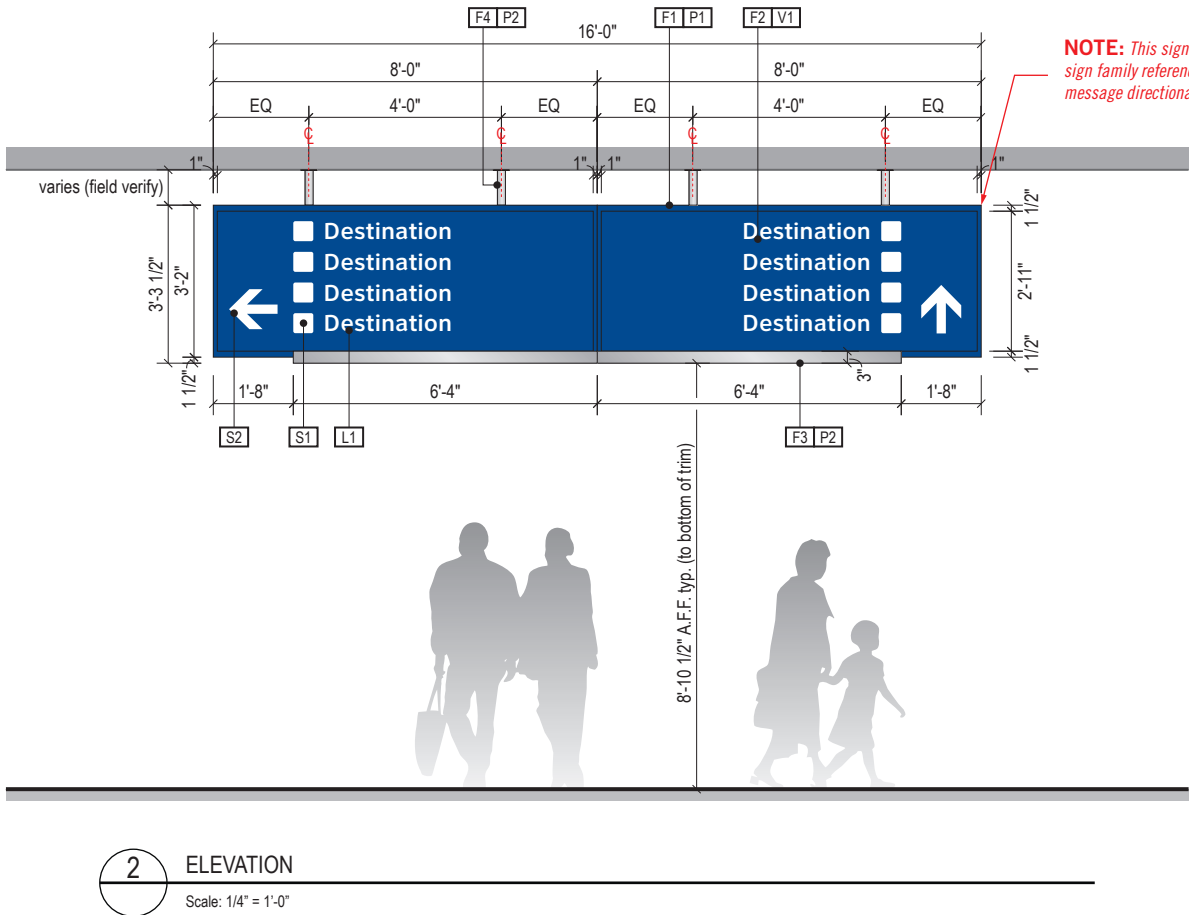 F4 P2
F1 P1
F2 V1
16'-0"
8'-0" 8'-0"
EQ 4'-0" EQ EQ 4'-0" EQ
NOTE: This sign
sign family referenc
message directiona
℄ ℄ ℄ ℄
1" 1" 1" 1"
varies (field verify)
3'-3 1/2"
3'-2"
1 1/2"
1 1/2"
2'-11"
1 1/2"
Destination
Destination
Destination
Destination
Destination
Destination
Destination
Destination
3"
1'-8" 6'-4" 6'-4" 1'-8"
S2
S1
L1
F3 P2
8'-10 1/2" A.F.F. typ. (to bottom of trim)
2
ELEVATION
Scale: 1/4” = 1’-0”